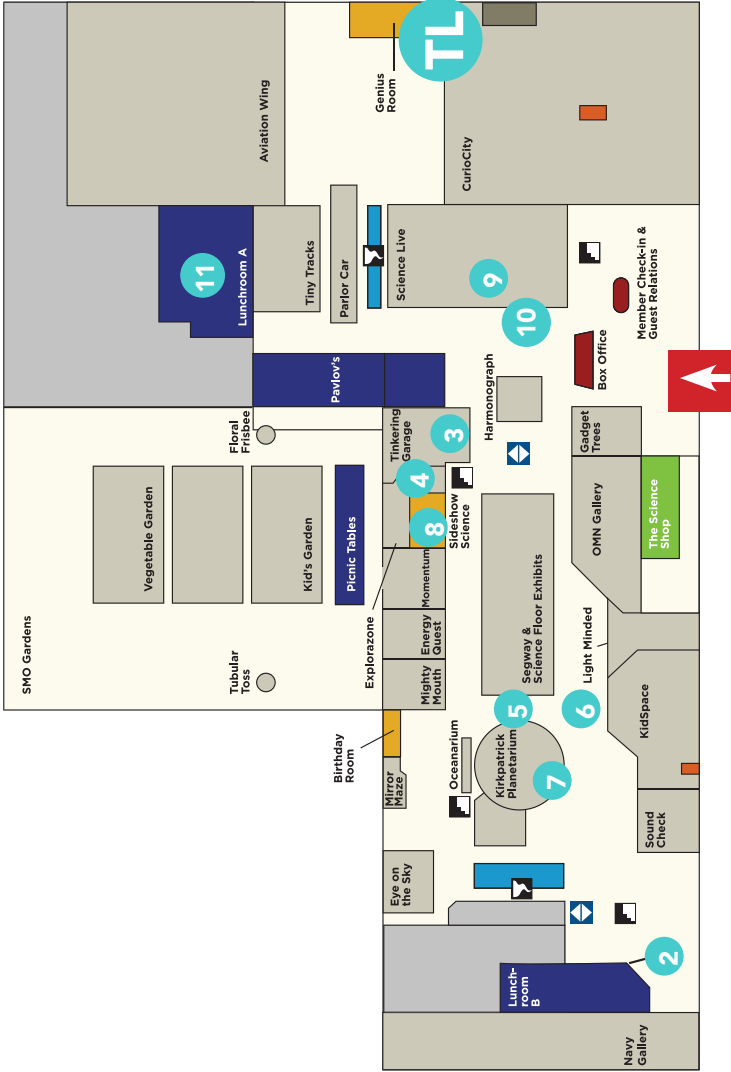 SMO Gardens
Vegetable Garden
11
Lunchroom A
Tubular
Toss
Floral
Frisbee
Aviation Wing
Kid's Garden
Tiny Tracks
Birthday
Room
Pavlov's
Picnic Tables
Parlor Car
Explorazone
Genius
Room
Mirror
Maze
Eye on
the Sky
Mighty
Mouth
Energy
Quest
Momentum
Tinkering
Garage
4
8
3
Science Live
TL
Oceanarium
Sideshow
Science
CurioCity
Harmonograph
9
10
Kirkpatrick
Planetarium
5
7
Segway &
Science Floor Exhibits
Lunch-
room
B
6
Light Minded
OMN Gallery
Gadget
Trees
Box Office
Navy
Gallery
2
Sound
Check
KidSpace
The Science
Shop
Member Check-in &
Guest Relations